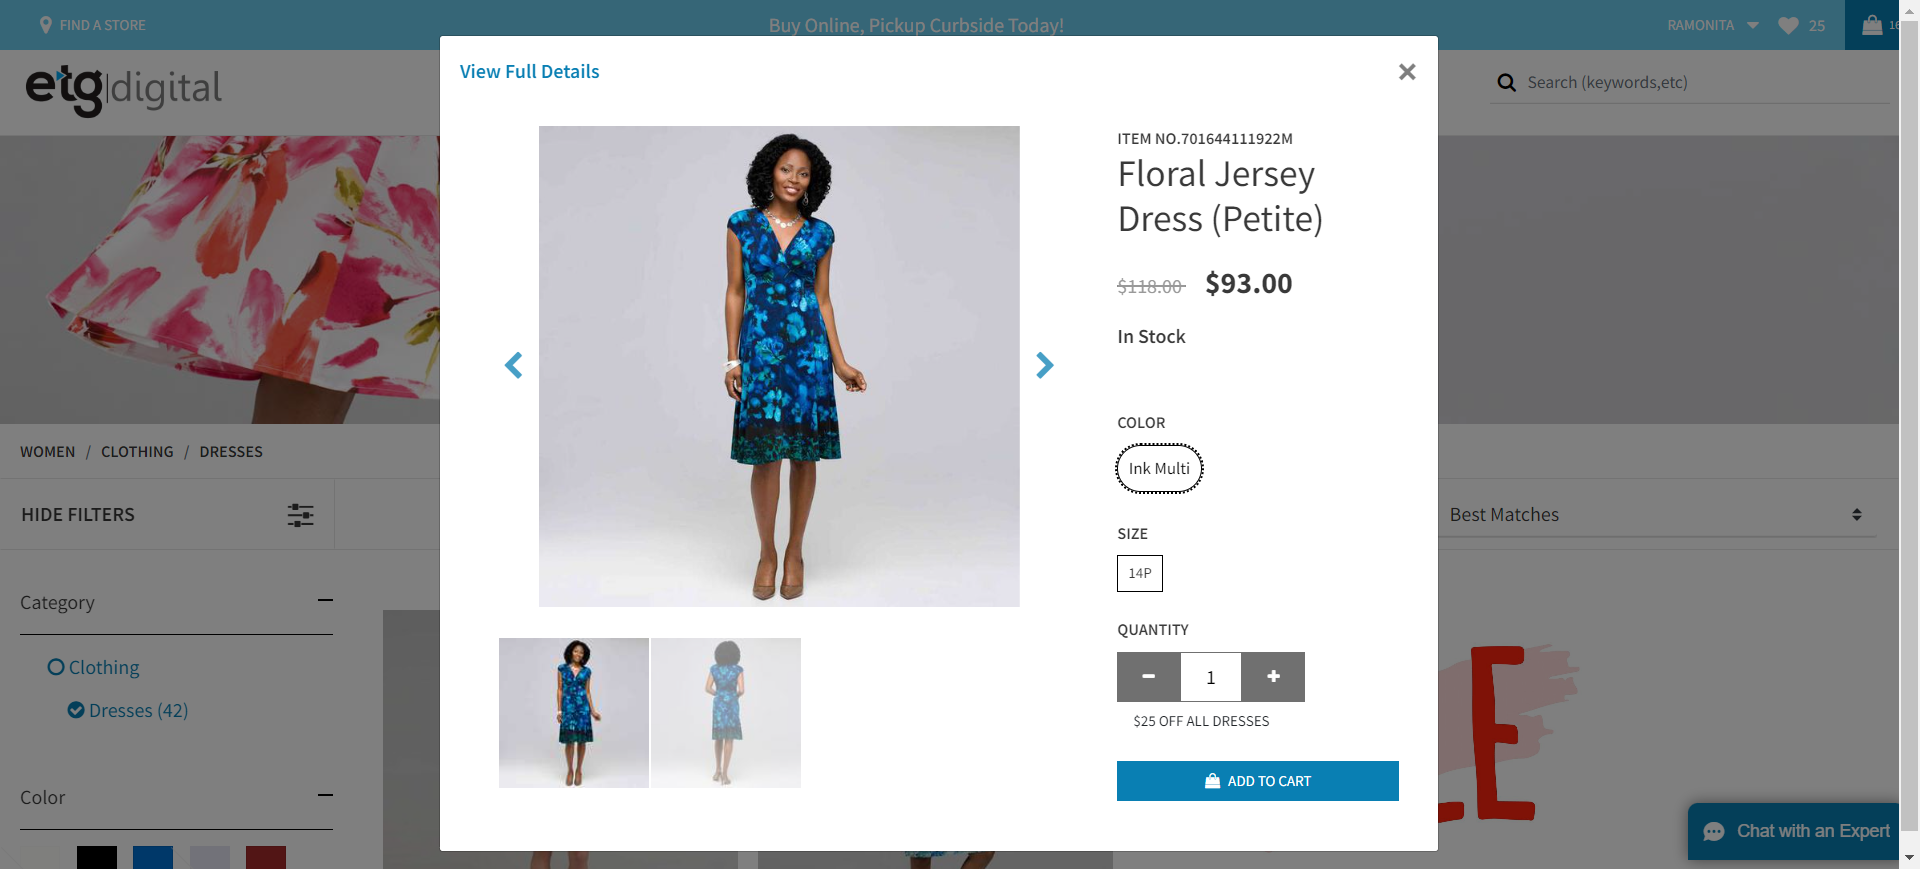 FIND A STORE
Buy Online, Pickup Curbside Today!
RAMONITA
25
16
etg|digital
Search (keywords,etc)
WOMEN / CLOTHING / DRESSES
HIDE FILTERS
Best Matches
Category
Clothing
Dresses (42)
Color
View Full Details
ITEM NO.701644111922M
Floral Jersey
Dress (Petite)
$118.00 $93.00
In Stock
COLOR
Ink Multi
SIZE
14P
QUANTITY
1
$25 OFF ALL DRESSES
ADD TO CART
E
Chat with an Expert